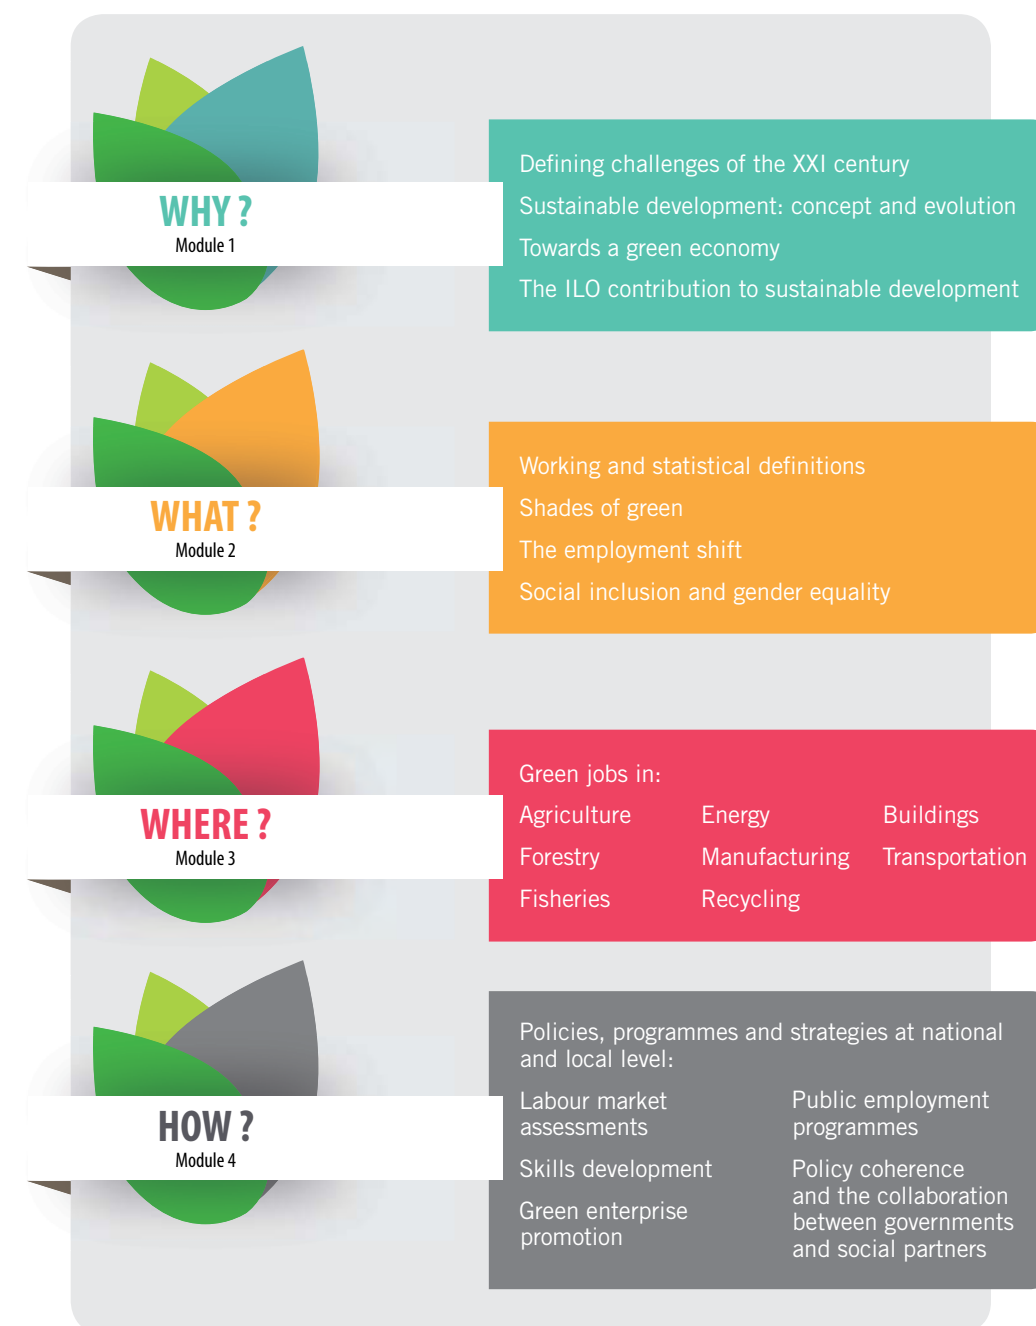 WHY ?
Module 1
Defining challenges of the XXI century
Sustainable development: concept and evolution
Towards a green economy
The ILO contribution to sustainable development
WHAT ?
Module 2
Working and statistical definitions
Shades of green
The employment shift
Social inclusion and gender equality
WHERE ?
Module 3
Green jobs in:
Agriculture
Forestry
Fisheries
Energy
Manufacturing
Recycling
Buildings
Transportation
HOW ?
Module 4
Policies, programmes and strategies at national
and local level:
Labour market
assessments
Skills development
Green enterprise
promotion
Public employment
programmes
Policy coherence
and the collaboration
between governments
and social partners